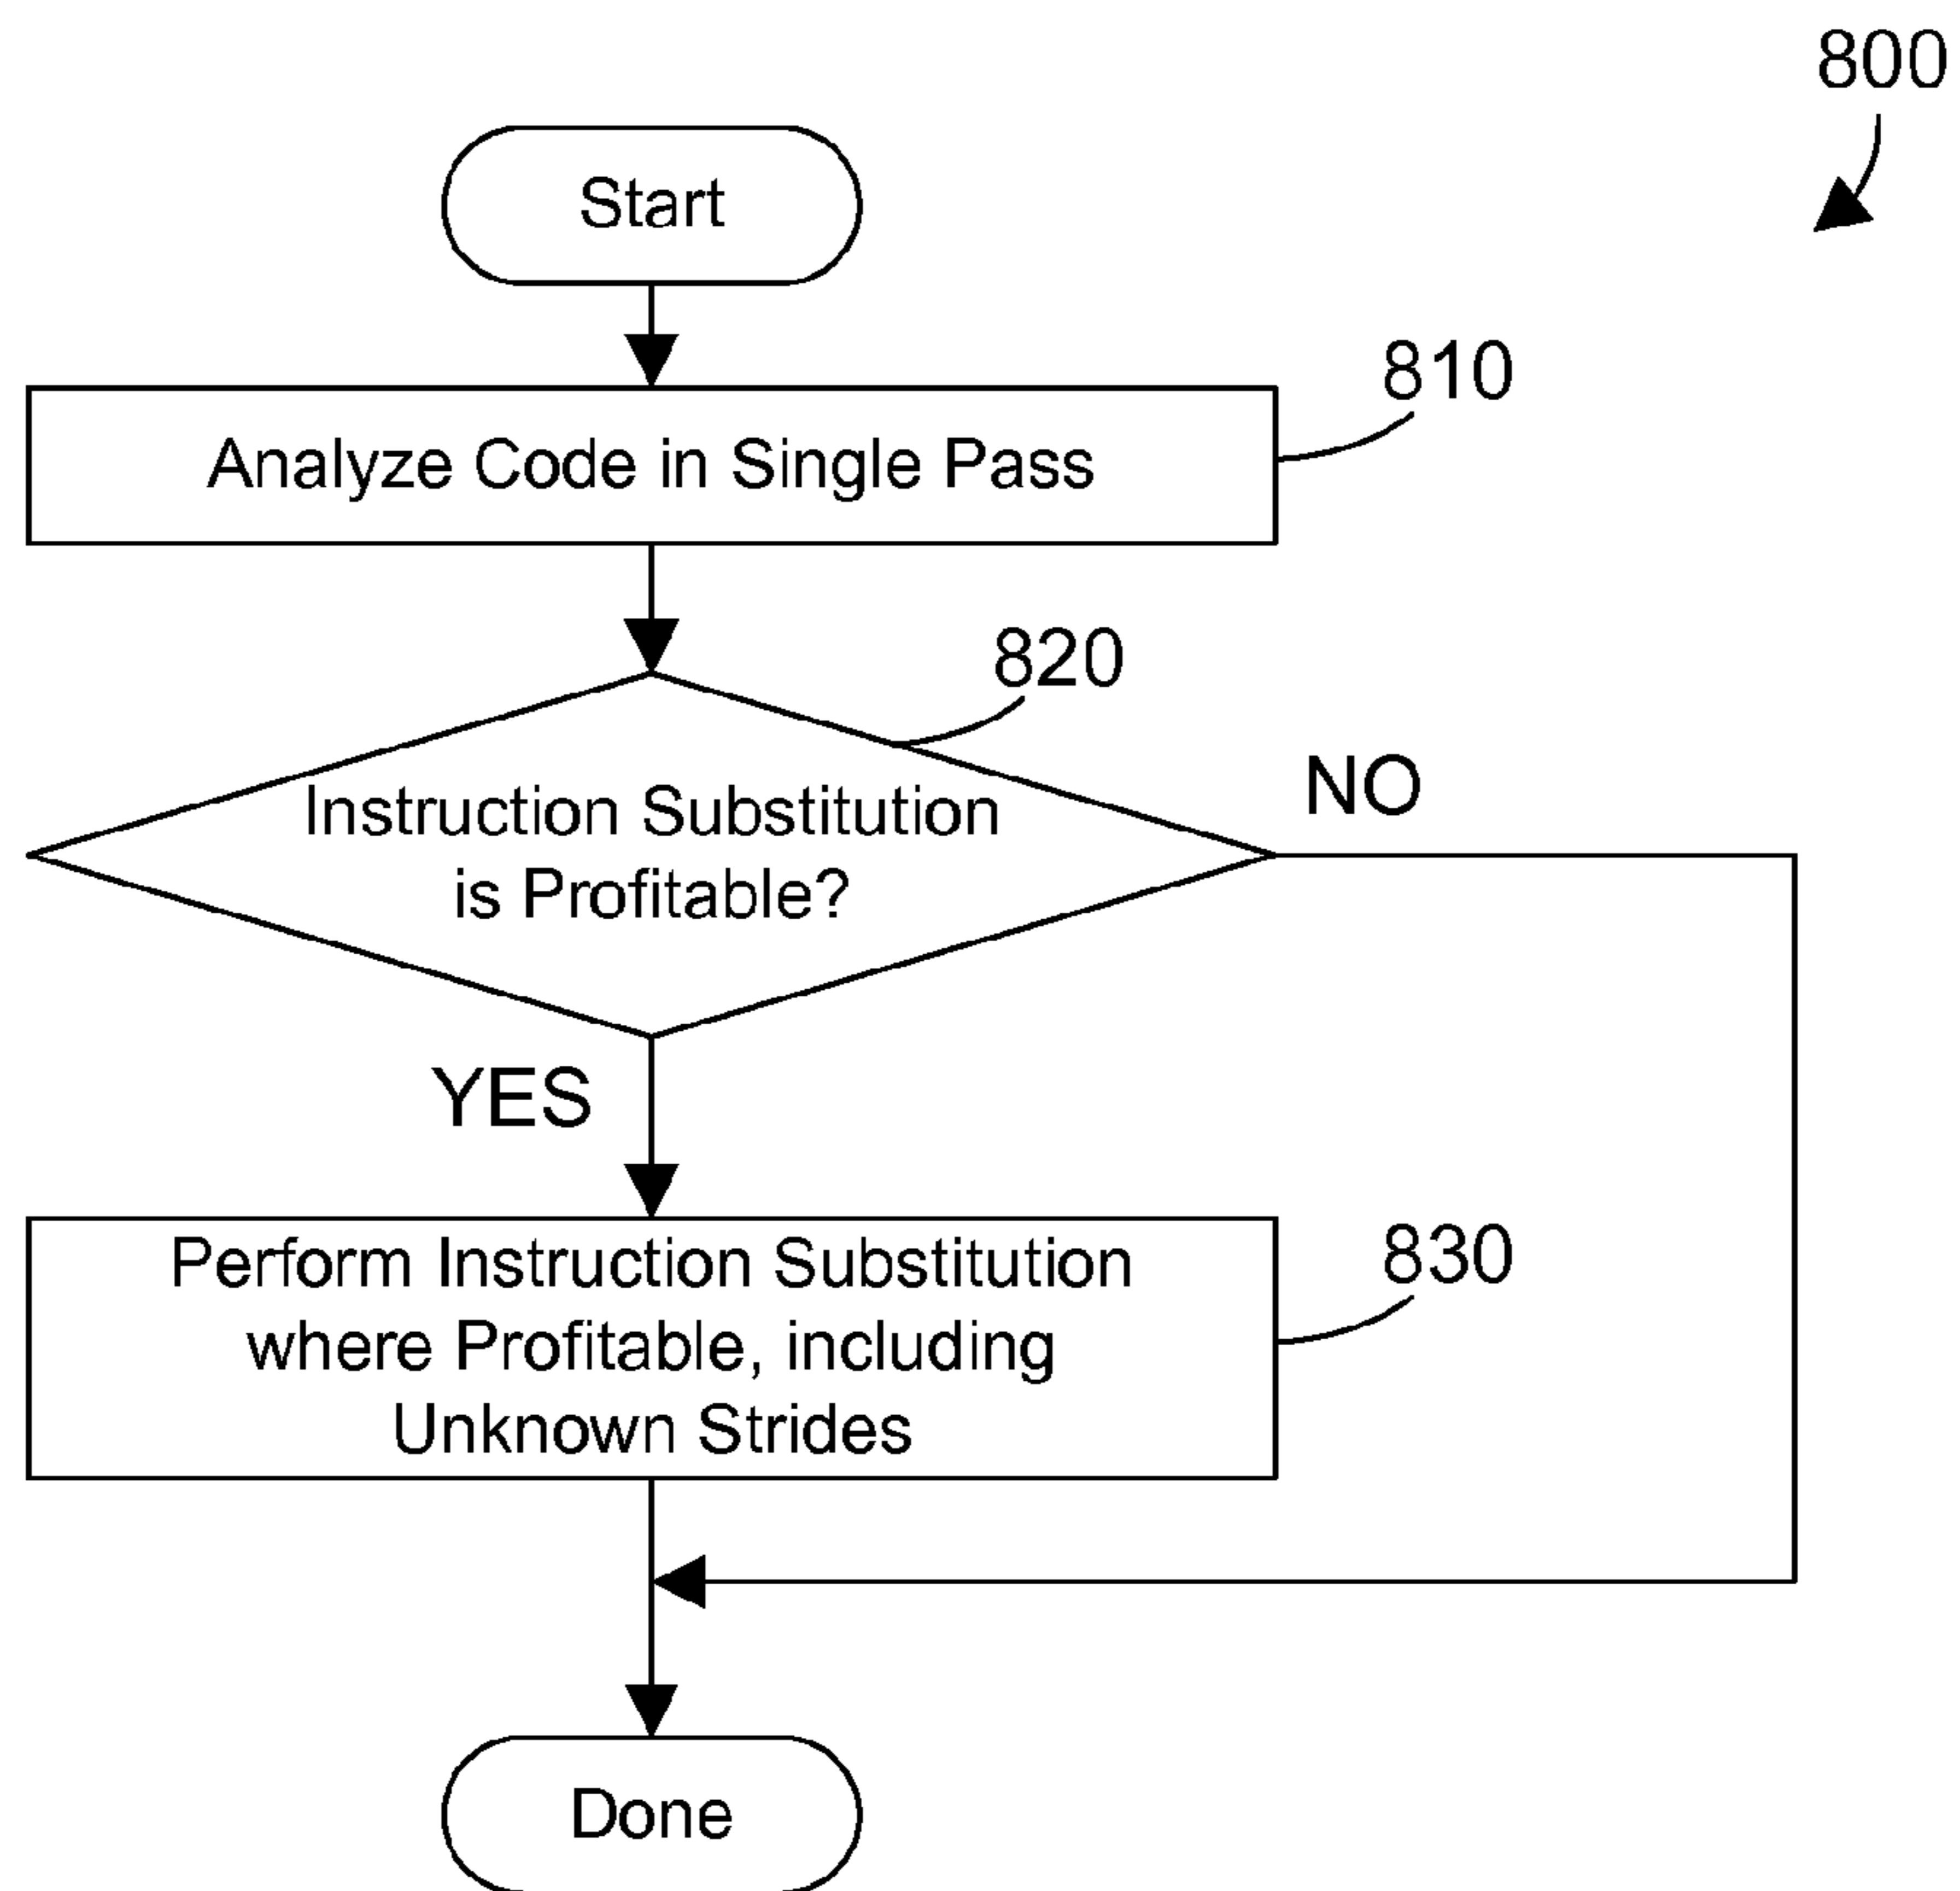 800
Start
810
Analyze Code in Single Pass
820
Instruction Substitution
is Profitable?
NO
YES
830
Perform Instruction Substitution
where Profitable, including
Unknown Strides
Done